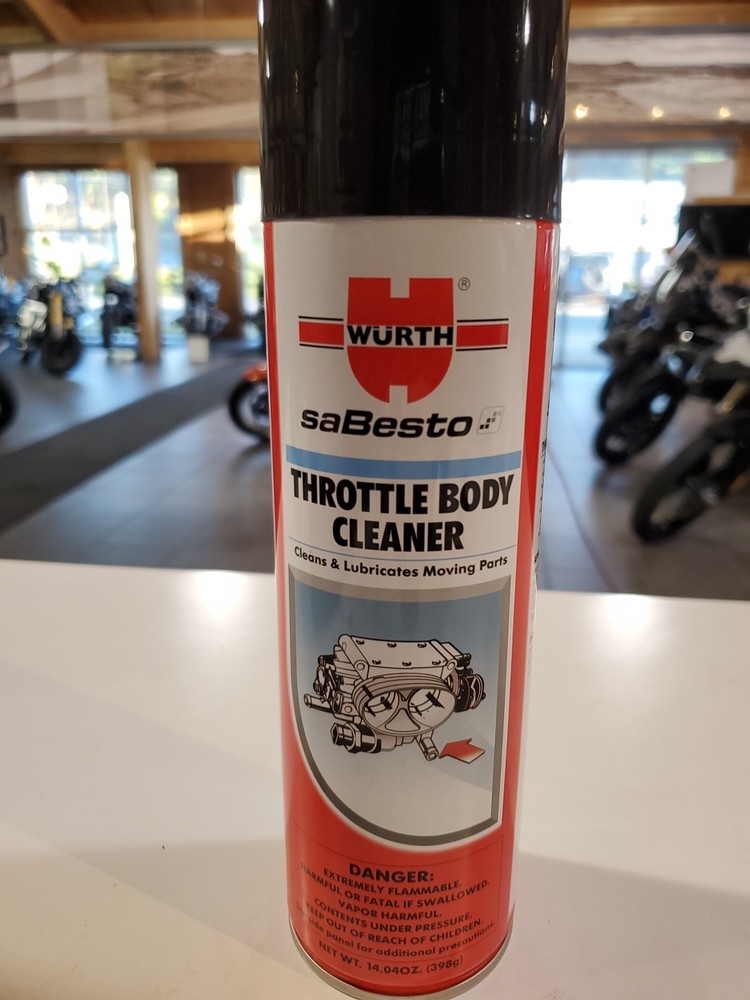 ®
WÜRTH
saBesto
THROTTLE BODY
CLEANER
Cleans & Lubricates Moving Parts
DANGER:
EXTREMELY FLAMMABLE.
HARMFUL OR FATAL IF SWALLOWED.
VAPOR HARMFUL.
CONTENTS UNDER PRESSURE.
KEEP OUT OF REACH OF CHILDREN.
side panel for additional precautions.
NET WT. 14.04OZ. (398g)